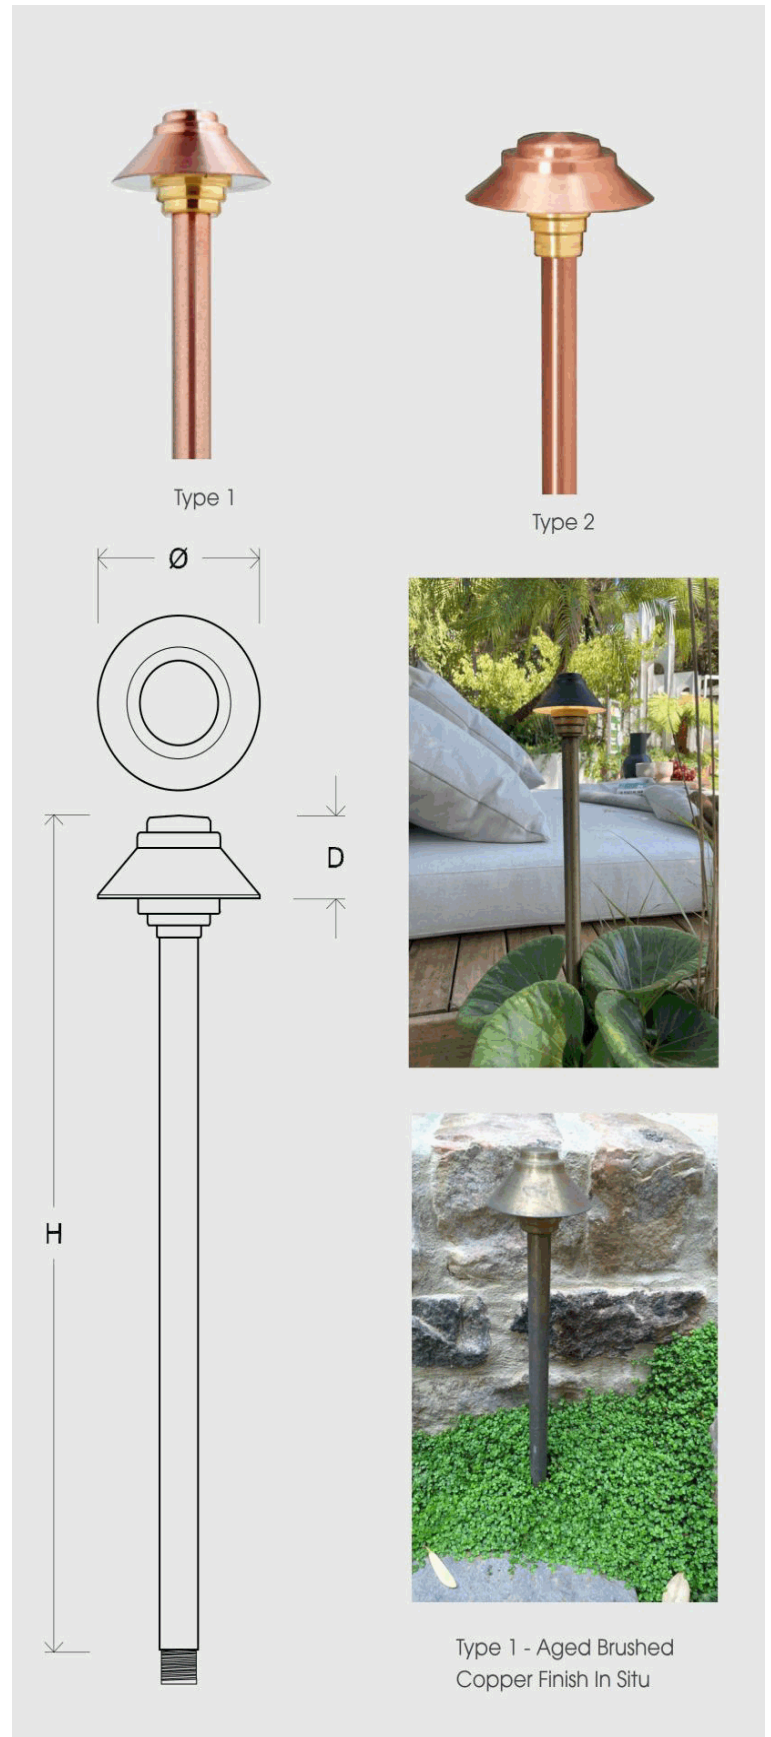 Type 1
Type 2
Ø
D
H
Type 1 - Aged Brushed
Copper Finish In Situ